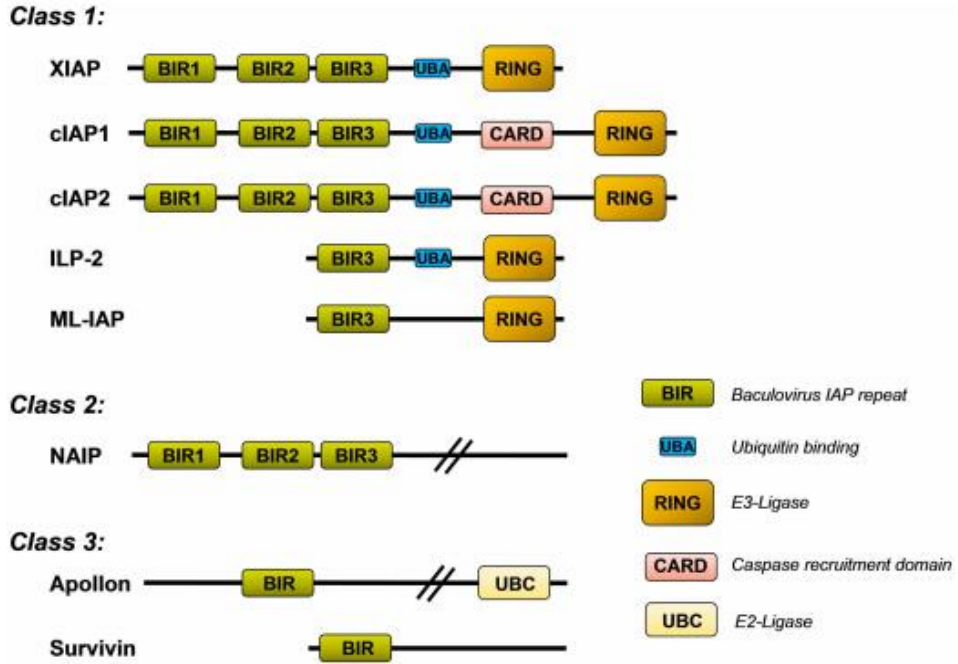 Class 1:
XIAP BIR1 BIR2 BIR3 UBA RING
cIAP1 BIR1 BIR2 BIR3 UBA CARD RING
cIAP2 BIR1 BIR2 BIR3 UBA CARD RING
ILP-2 BIR3 UBA RING
ML-IAP BIR3 RING
Class 2:
NAIP BIR1 BIR2 BIR3
Class 3:
Apollon BIR UBC
Survivin BIR
BIR Baculovirus IAP repeat
UBA Ubiquitin binding
RING E3-Ligase
CARD Caspase recruitment domain
UBC E2-Ligase